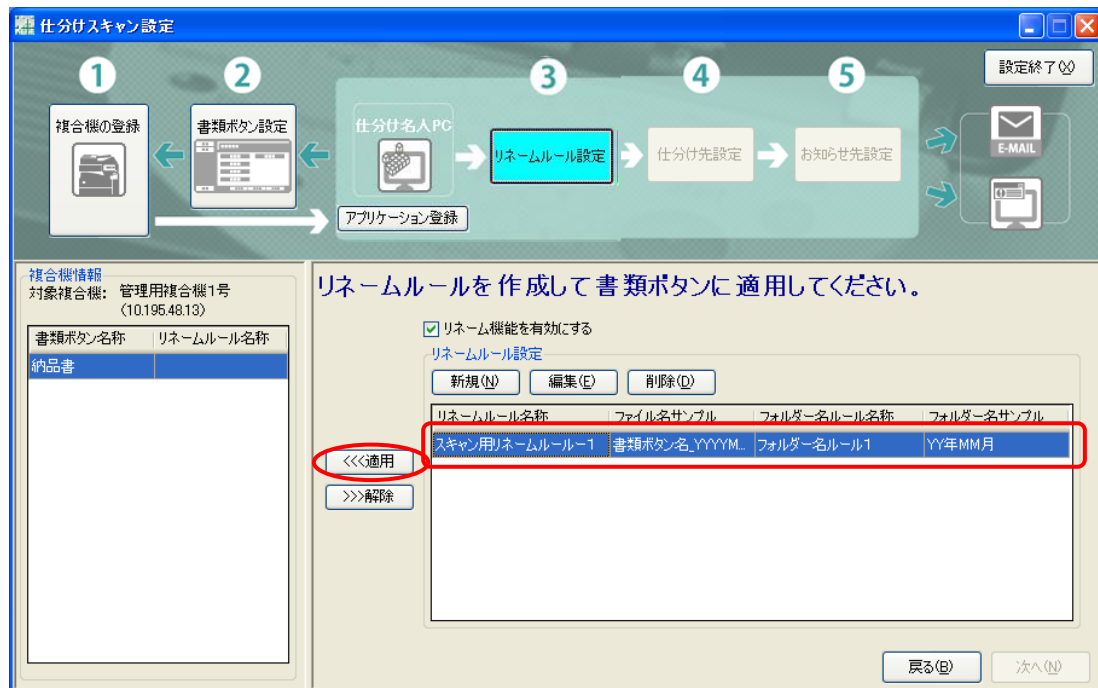 仕分けスキャン設定
1
2
3
4
5
設定終了(X)
複合機の登録
書類ボタン設定
仕分け名人PC
リネームルール設定
仕分け先設定
お知らせ先設定
E-MAIL
アプリケーション登録
複合機情報
対象複合機: 管理用複合機1号
(10.195.48.13)
書類ボタン名称 リネームルール名称
納品書
リネームルールを作成して書類ボタンに適用してください。
リネーム機能を有効にする
リネームルール設定
新規(N) 編集(E) 削除(D)
リネームルール名称 ファイル名サンプル フォルダー名ルール名称 フォルダー名サンプル
スキャン用リネームルールー1 書類ボタン名_YYYYM... フォルダー名ルール1 YY年MM月
<<<適用
>>>解除
戻る(B) 次へ(N)